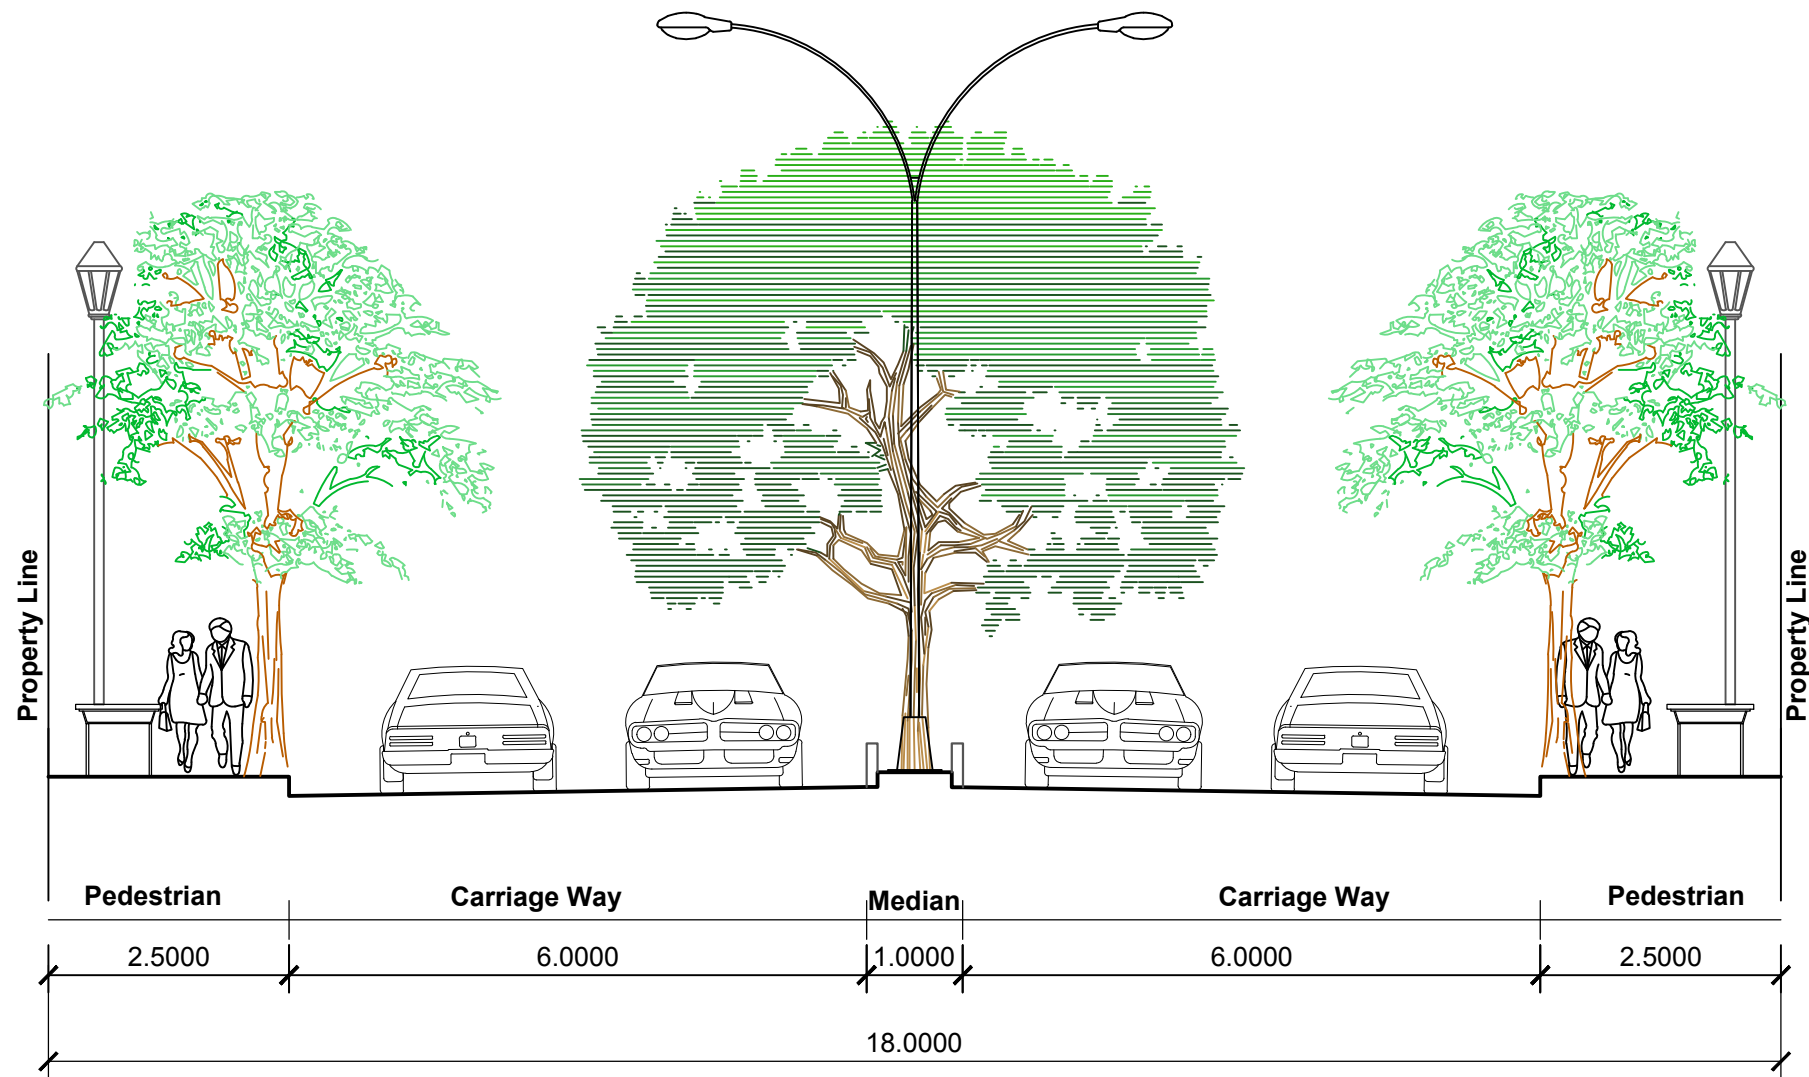 Property Line
Property Line
Pedestrian
Carriage Way
Median
Carriage Way
Pedestrian
2.5000
6.0000
1.0000
6.0000
2.5000
18.0000